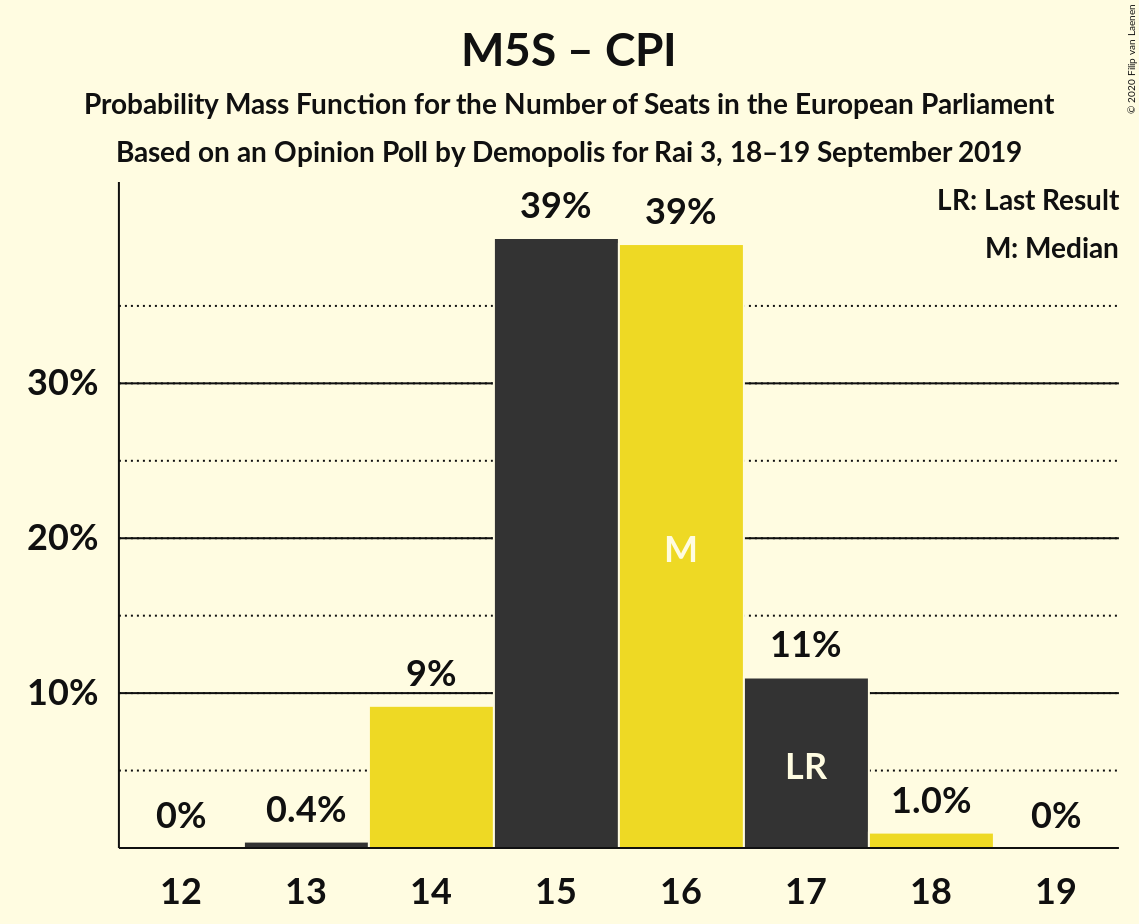 M5S – CPI
Probability Mass Function for the Number of Seats in the European Parliament
Based on an Opinion Poll by Demopolis for Rai 3, 18–19 September 2019
© 2020 Filip van Laenen
LR: Last Result
M: Median
39%
39%
30%
20%
M
11%
9%
10%
LR
0%
0.4%
1.0%
0%
12
13
14
15
16
17
18
19